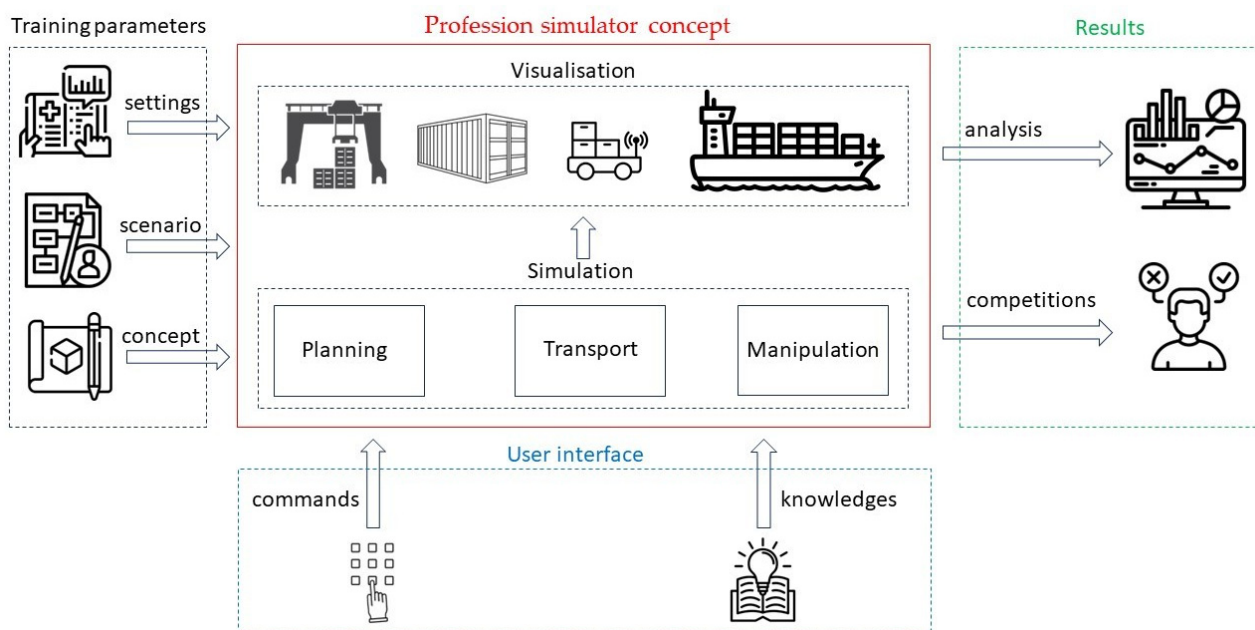 Training parameters
Profession simulator concept
Results
Visualisation
settings
analysis
scenario
Simulation
competitions
concept
Planning
Transport
Manipulation
User interface
commands
knowledges